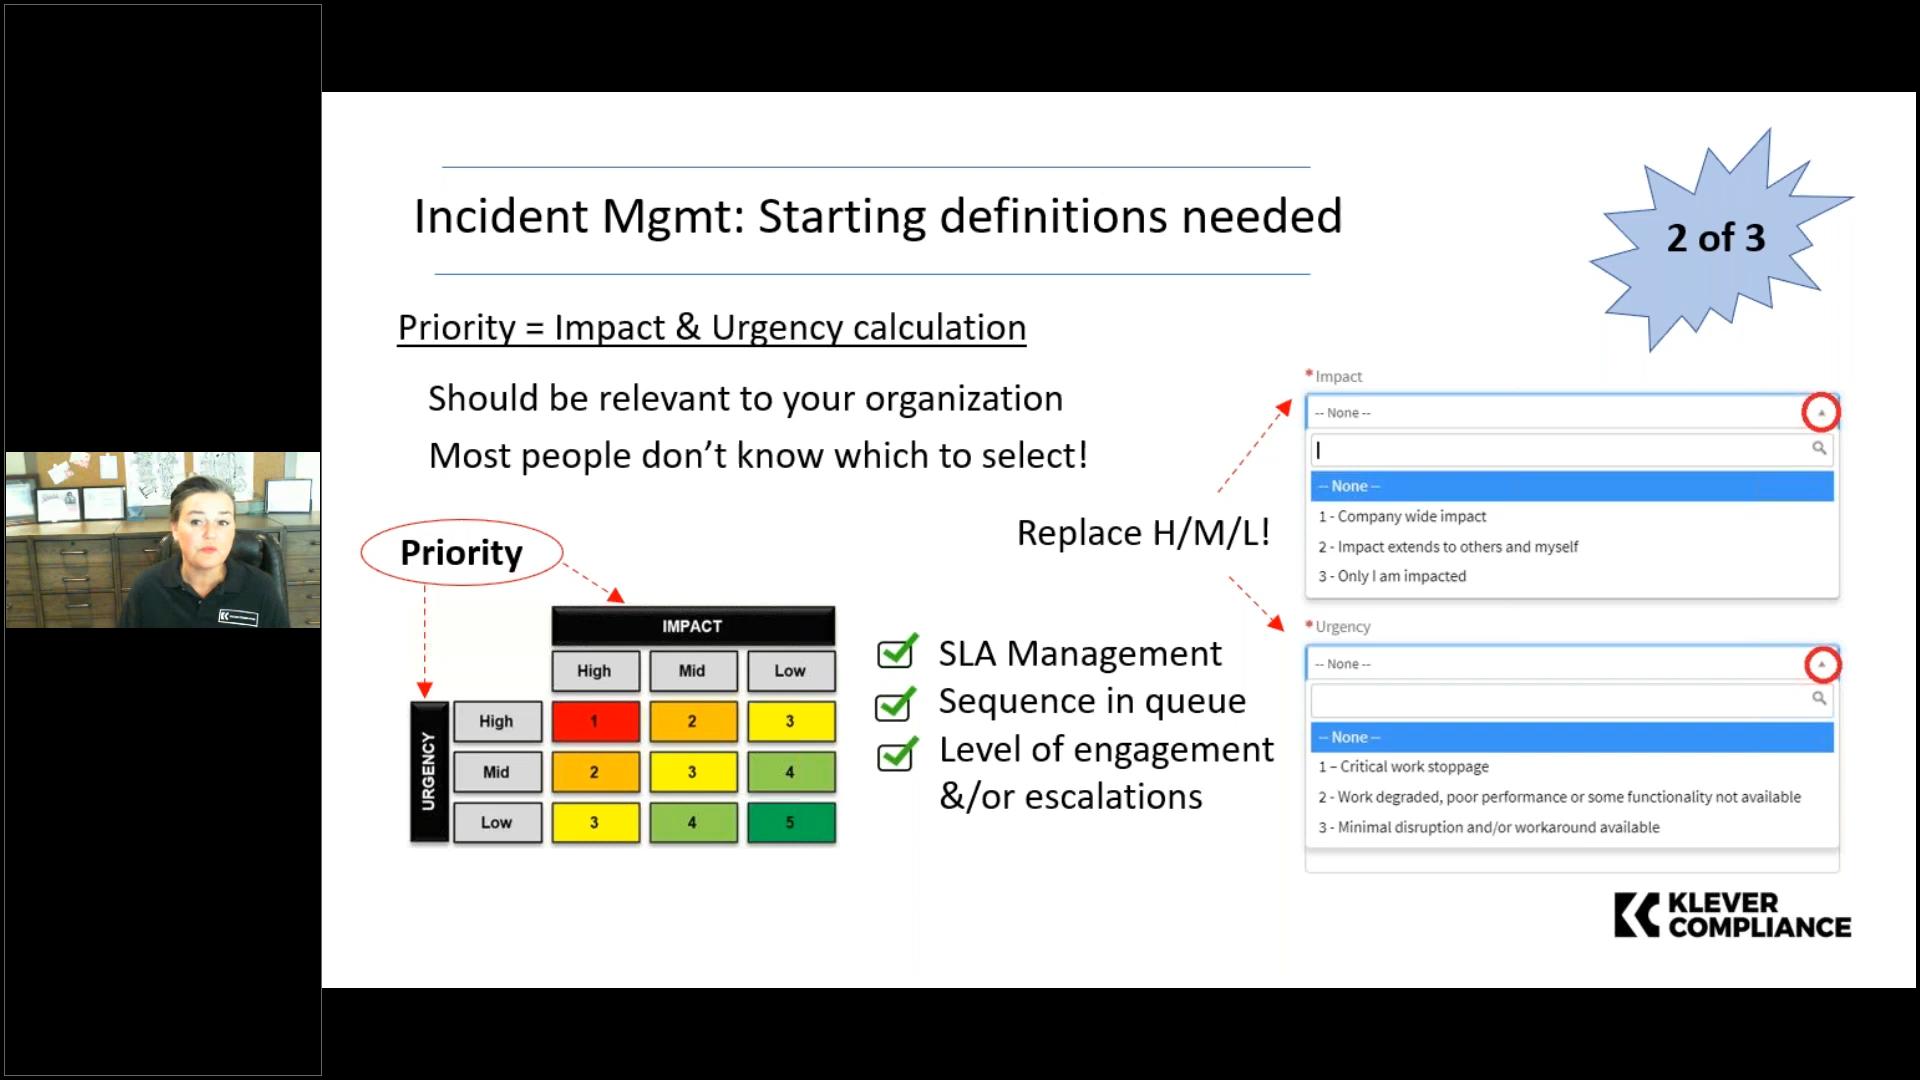 Incident Mgmt: Starting definitions needed
2 of 3
Priority = Impact & Urgency calculation
Should be relevant to your organization
Most people don’t know which to select!
Replace H/M/L!
Priority
IMPACT
High Mid Low
URGENCY
High 1 2 3
Mid 2 3 4
Low 3 4 5
SLA Management
Sequence in queue
Level of engagement
&/or escalations
* Impact
-- None --
-- None --
1 - Company wide impact
2 - Impact extends to others and myself
3 - Only I am impacted
* Urgency
-- None --
-- None --
1 – Critical work stoppage
2 - Work degraded, poor performance or some functionality not available
3 - Minimal disruption and/or workaround available
KLEVER
COMPLIANCE